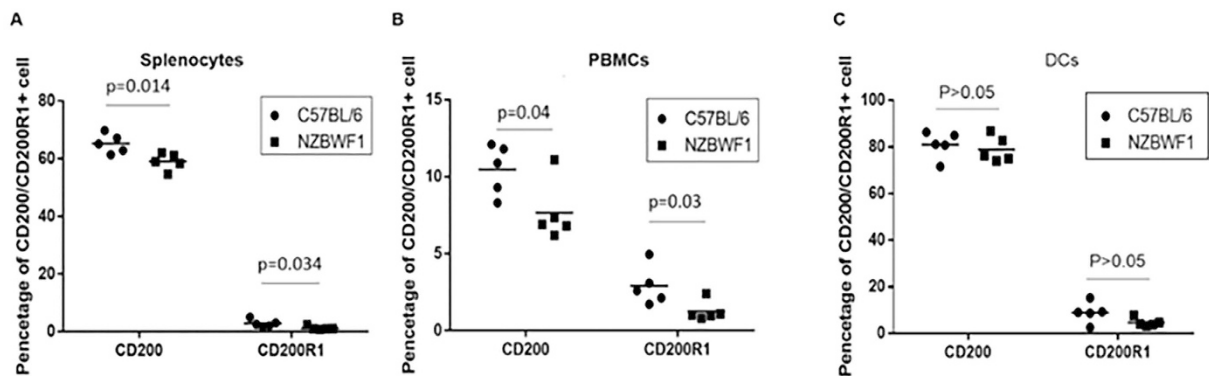 A
Splenocytes
Pencetage of CD200/CD200R1+ cell
80
60
40
20
0
p=0.014
p=0.034
C57BL/6
NZBWF1
CD200
CD200R1
B
PBMCs
Pencetage of CD200/CD200R1+ cell
15
10
5
0
p=0.04
p=0.03
C57BL/6
NZBWF1
CD200
CD200R1
C
DCs
Pencetage of CD200/CD200R1+ cell
100
80
60
40
20
0
P>0.05
P>0.05
C57BL/6
NZBWF1
CD200
CD200R1